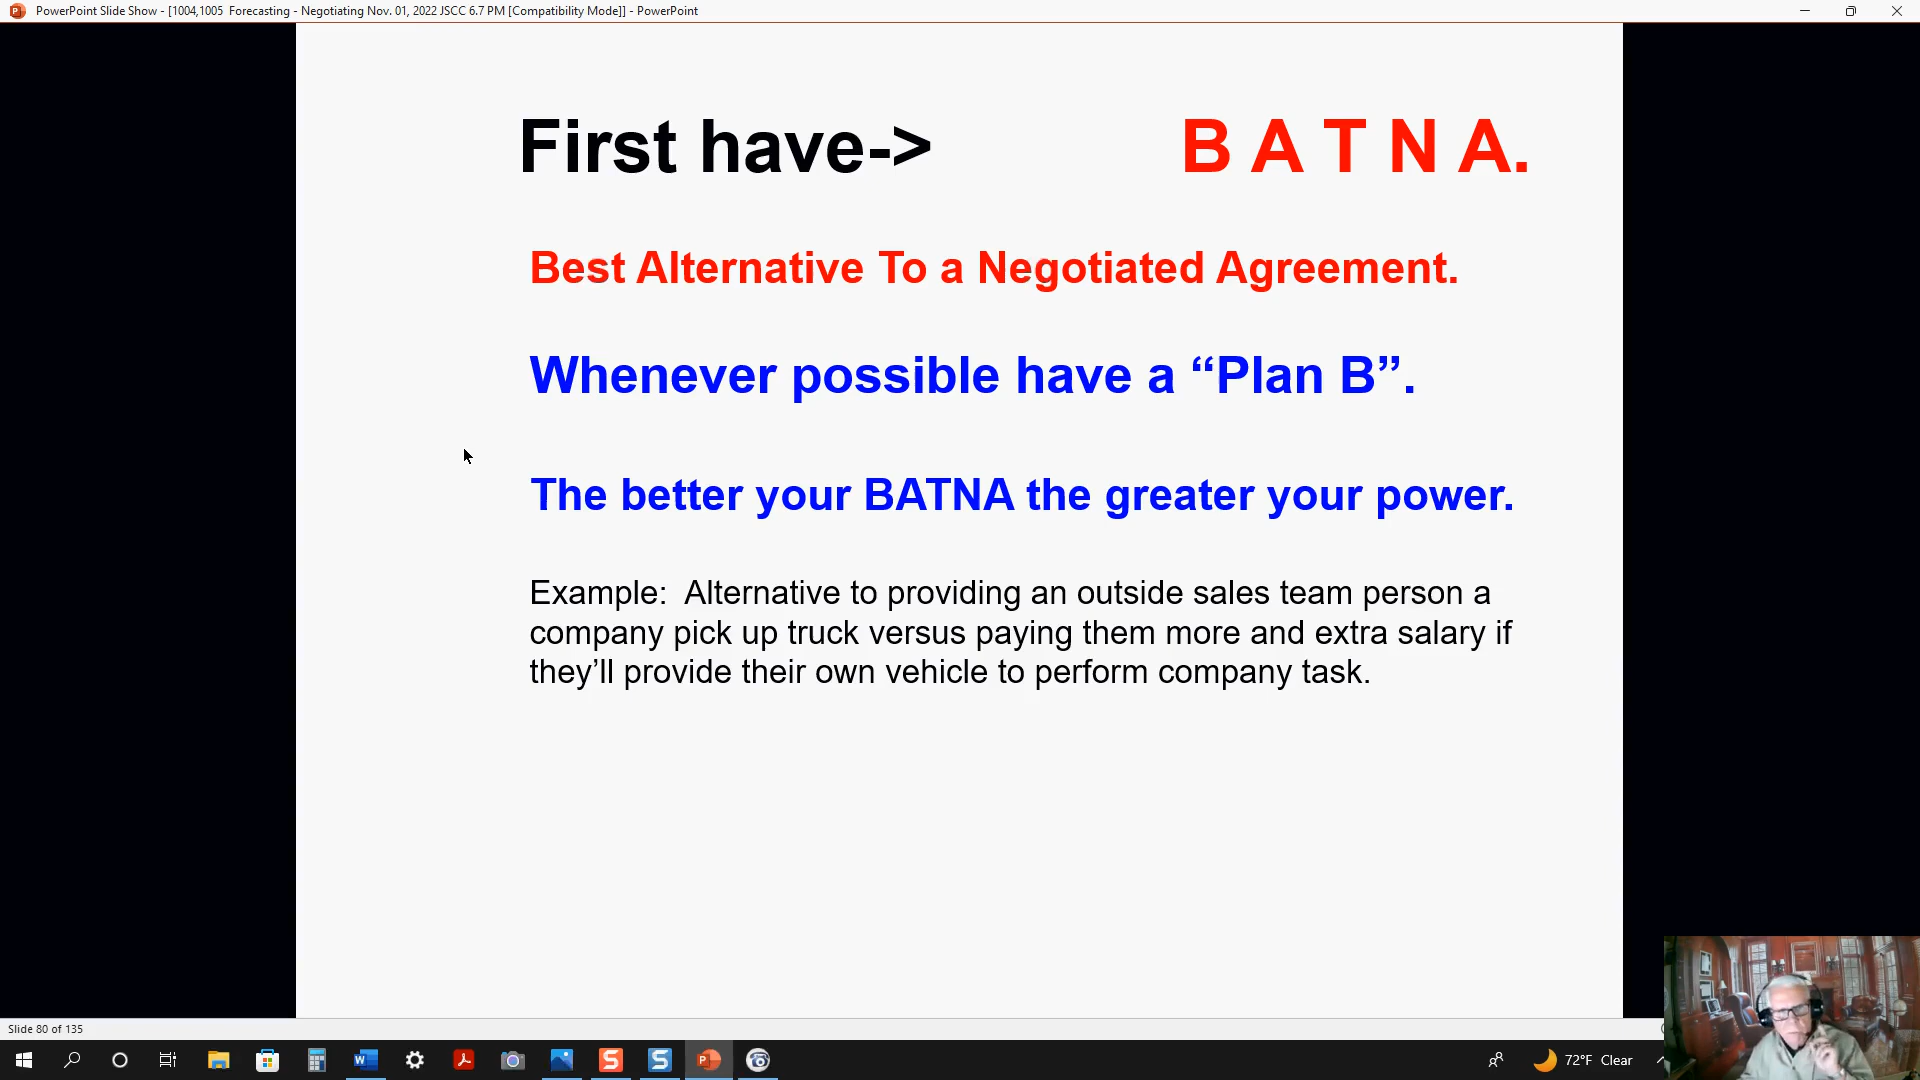 PowerPoint Slide Show - [1004,1005  Forecasting - Negotiating Nov. 01, 2022 JSCC 6.7 PM [Compatibility Mode]] - PowerPoint
First have-> B A T N A.
Best Alternative To a Negotiated Agreement.
Whenever possible have a “Plan B”.
The better your BATNA the greater your power.
Example:  Alternative to providing an outside sales team person a
company pick up truck versus paying them more and extra salary if
they’ll provide their own vehicle to perform company task.
Slide 80 of 135
72°F Clear